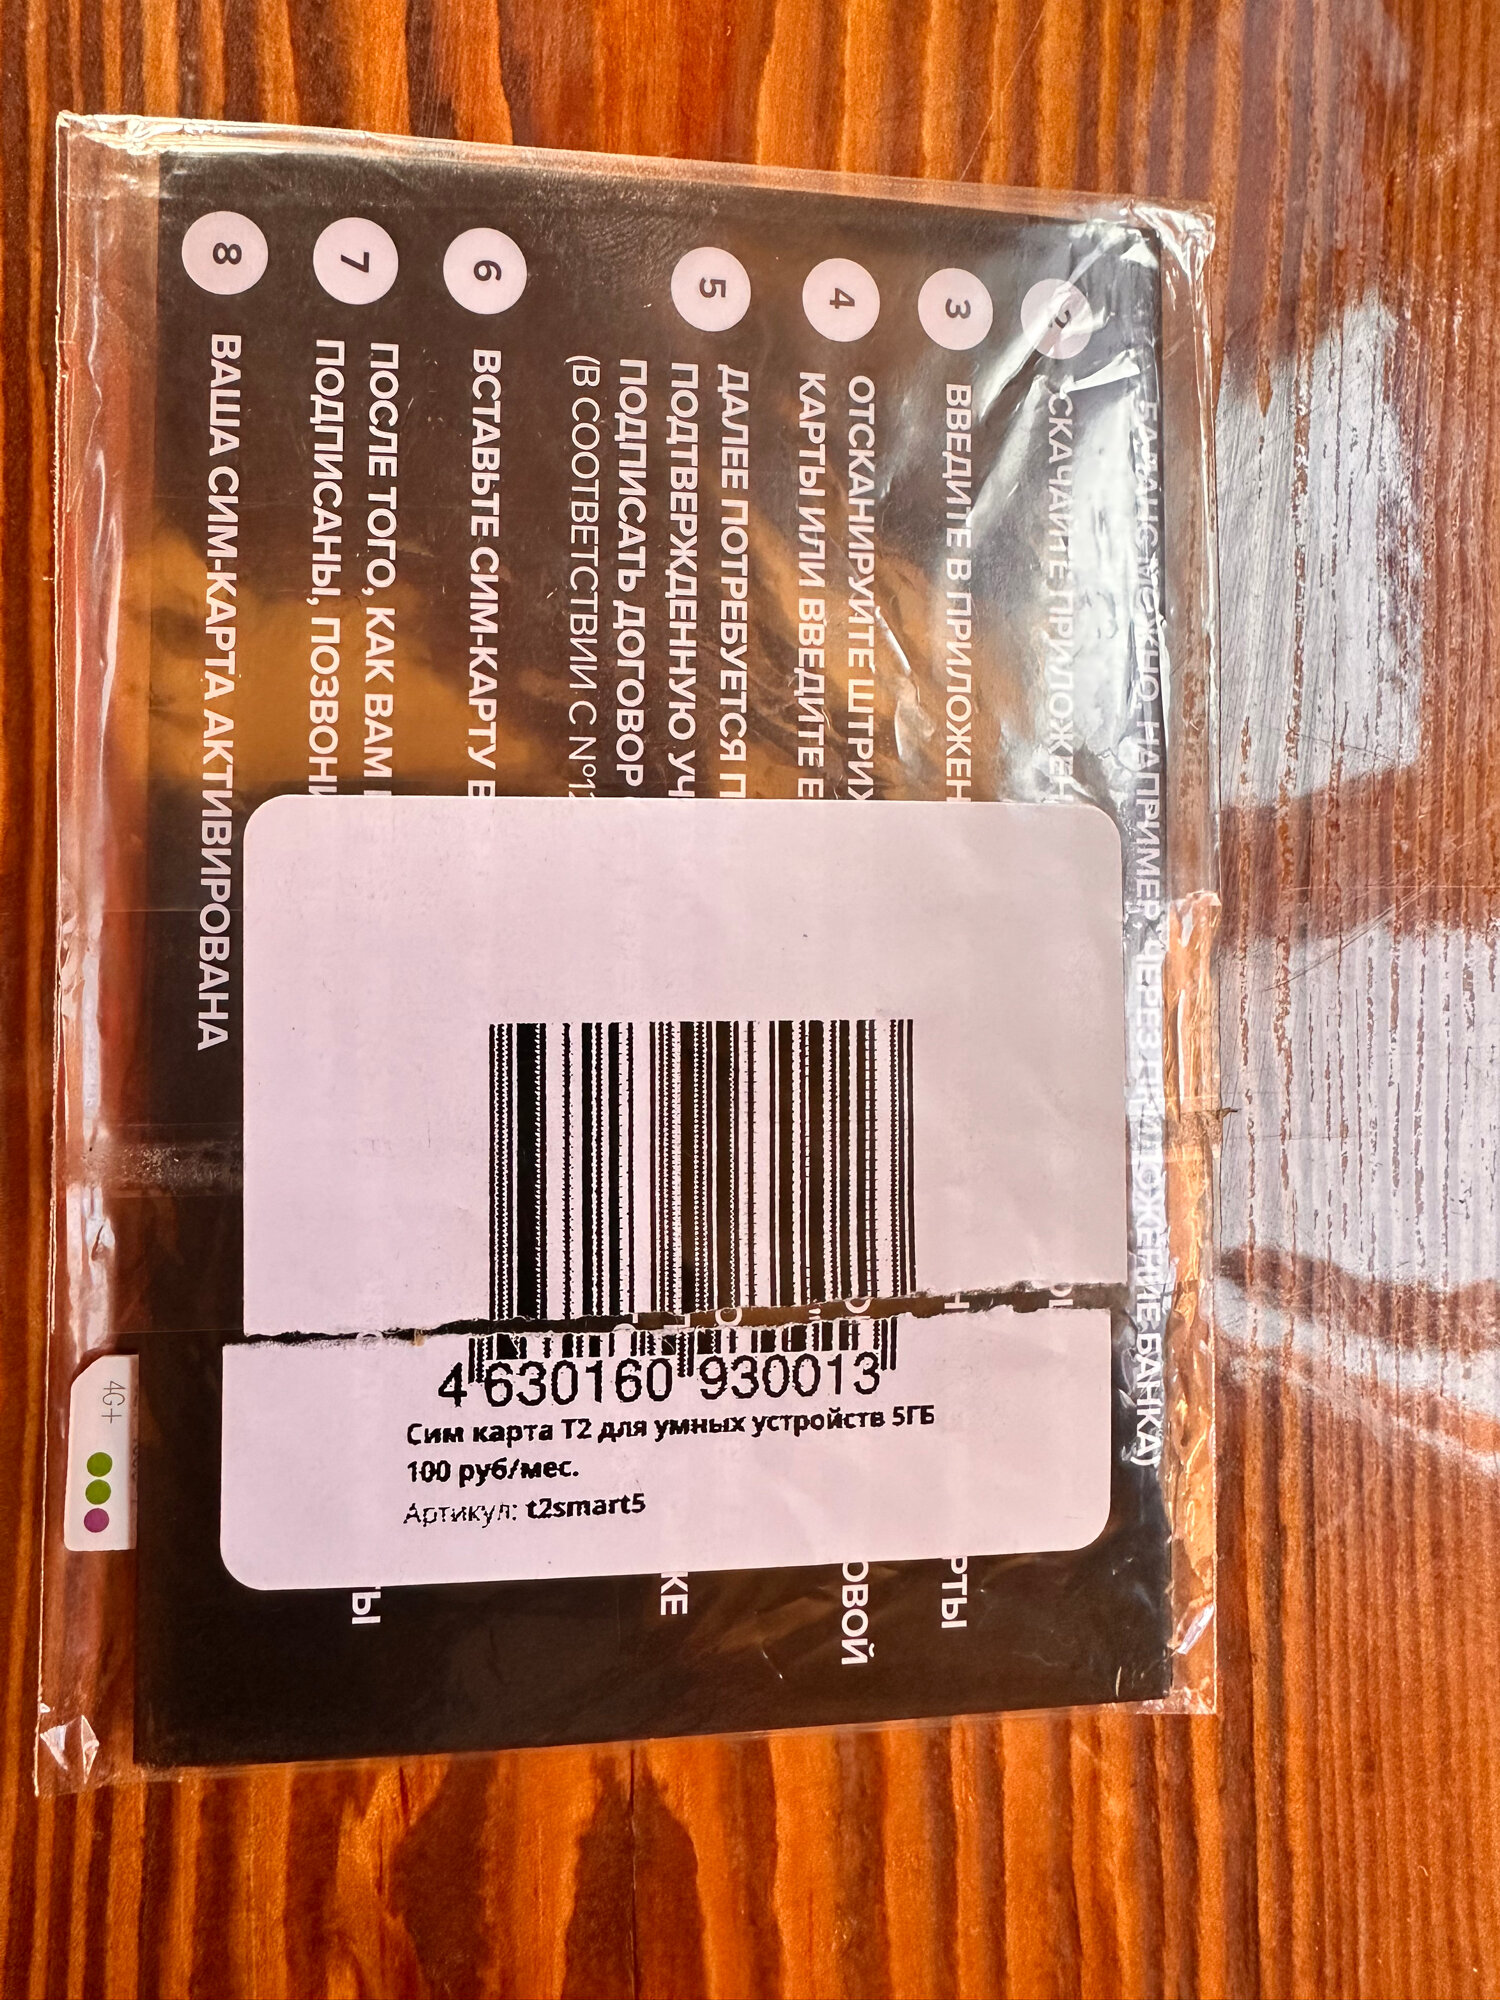 БАЛАНС МОЖНО, НАПРИМЕР, ЧЕРЕЗ ПРИЛОЖЕНИЕ БАНКА)
2 СКАЧАЙТЕ ПРИЛОЖЕН
3 ВВЕДИТЕ В ПРИЛОЖЕН
РТЫ
4 ОТСКАНИРУЙТЕ ШТРИХ
ОВОЙ
КАРТЫ ИЛИ ВВЕДИТЕ Е
5 ДАЛЕЕ ПОТРЕБУЕТСЯ П
ПОДТВЕРЖДЕННУЮ УЧ
КЕ
ПОДПИСАТЬ ДОГОВОР
(В СООТВЕТСТВИИ С №12
6 ВСТАВЬТЕ СИМ-КАРТУ В
7 ПОСЛЕ ТОГО, КАК ВАМ
ТЫ
ПОДПИСАНЫ, ПОЗВОНИ
8 ВАША СИМ-КАРТА АКТИВИРОВАНА
4G+
4 630160 930013
Сим карта Т2 для умных устройств 5ГБ
100 руб/мес.
Артикул: t2smart5